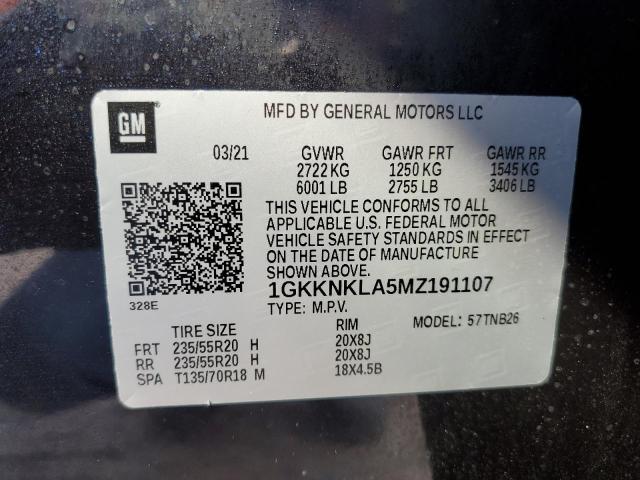 GM
MFD BY GENERAL MOTORS LLC
03/21 GVWR GAWR FRT GAWR RR
2722 KG 1250 KG 1545 KG
6001 LB 2755 LB 3406 LB
THIS VEHICLE CONFORMS TO ALL
APPLICABLE U.S. FEDERAL MOTOR
VEHICLE SAFETY STANDARDS IN EFFECT
ON THE DATE OF MANUFACTURE
SHOWN ABOVE.
328E
1GKKNKLA5MZ191107
TYPE: M.P.V. MODEL: 57TNB26
TIRE SIZE RIM
FRT 235/55R20 H 20X8J
RR 235/55R20 H 20X8J
SPA T135/70R18 M 18X4.5B